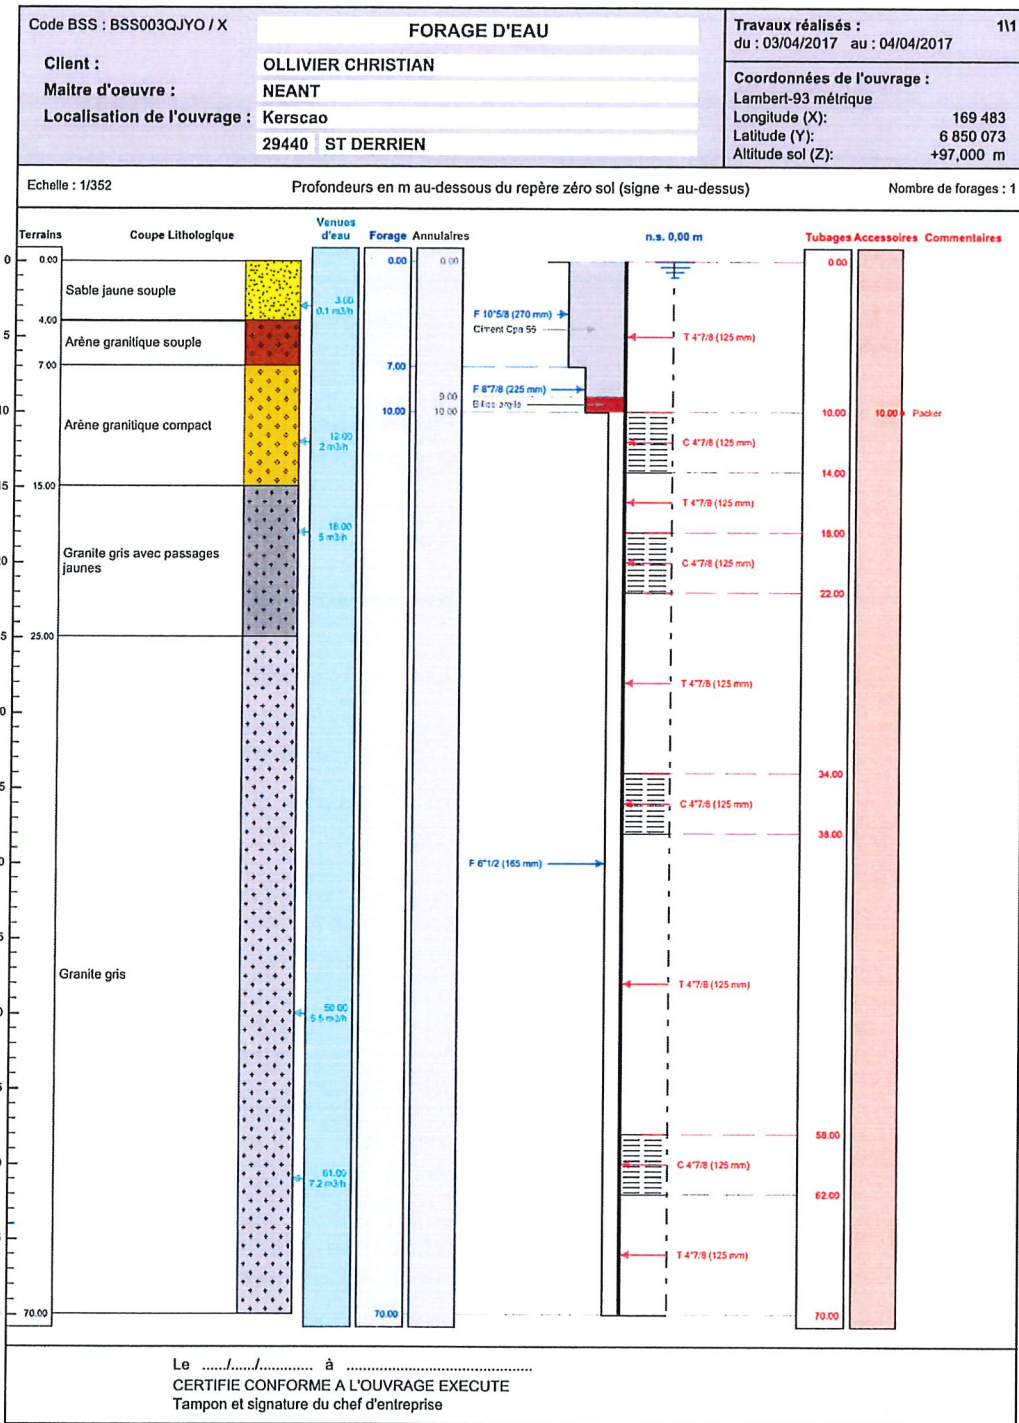 Code BSS : BSS003QJYO / X
FORAGE D'EAU
Travaux réalisés : 1\1
du : 03/04/2017 au : 04/04/2017
Client : OLLIVIER CHRISTIAN
Maitre d'oeuvre : NEANT
Localisation de l'ouvrage : Kerscao
29440 ST DERRIEN
Coordonnées de l'ouvrage :
Lambert-93 métrique
Longitude (X): 169 483
Latitude (Y): 6 850 073
Altitude sol (Z): +97,000 m
Echelle : 1/352
Profondeurs en m au-dessous du repère zéro sol (signe + au-dessus)
Nombre de forages : 1
Terrains
Coupe Lithologique
Venues d'eau
Forage
Annulaires
n.s. 0,00 m
Tubages
Accessoires
Commentaires
0 0.00 0.00 0.00 0.00
Sable jaune souple
3.00
0.1 m3/h
F 10"5/8 (270 mm)
Ciment Cpa 55
4.00
5
Arène granitique souple
T 4"7/8 (125 mm)
7.00 7.00
F 8"7/8 (225 mm)
9.00
Billes argile
10 10.00 10.00 10.00 10.00 Packer
Arène granitique compact
12.00
2 m3/h
C 4"7/8 (125 mm)
14.00
15 15.00
T 4"7/8 (125 mm)
18.00
5 m3/h
18.00
Granite gris avec passages
jaunes
C 4"7/8 (125 mm)
22.00
25.00
T 4"7/8 (125 mm)
34.00
C 4"7/8 (125 mm)
38.00
F 6"1/2 (165 mm)
Granite gris
T 4"7/8 (125 mm)
50.00
5.5 m3/h
58.00
C 4"7/8 (125 mm)
61.00
7.2 m3/h
62.00
T 4"7/8 (125 mm)
70.00 70.00 70.00
Le ....../....../............. à .......................................
CERTIFIE CONFORME A L'OUVRAGE EXECUTE
Tampon et signature du chef d'entreprise